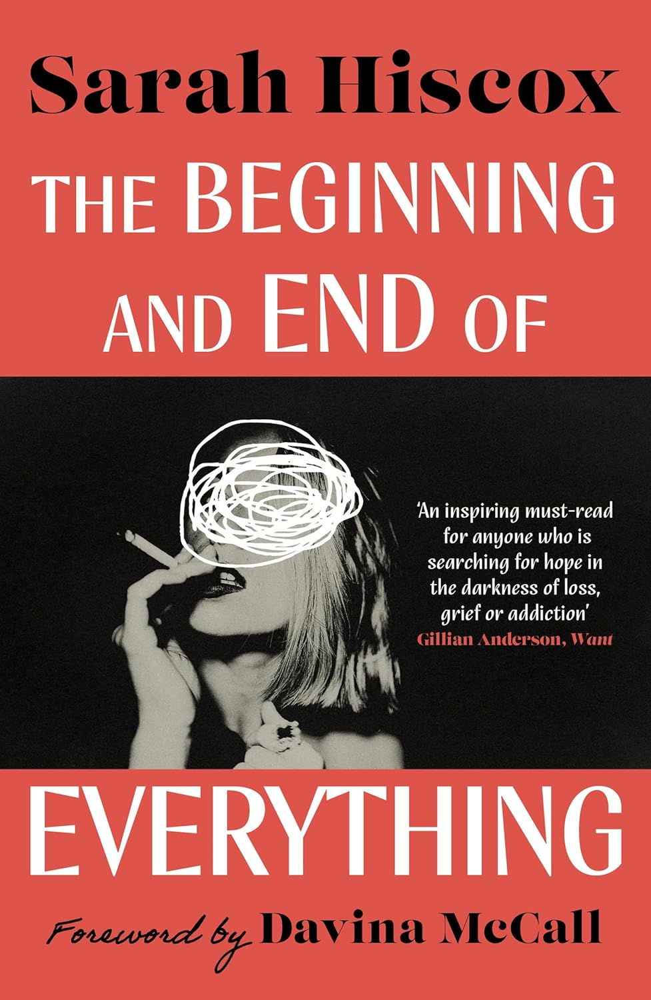 Sarah Hiscox
THE BEGINNING
AND END OF
‘An inspiring must-read
for anyone who is
searching for hope in
the darkness of loss,
grief or addiction’
Gillian Anderson, Want
EVERYTHING
Foreword by Davina McCall